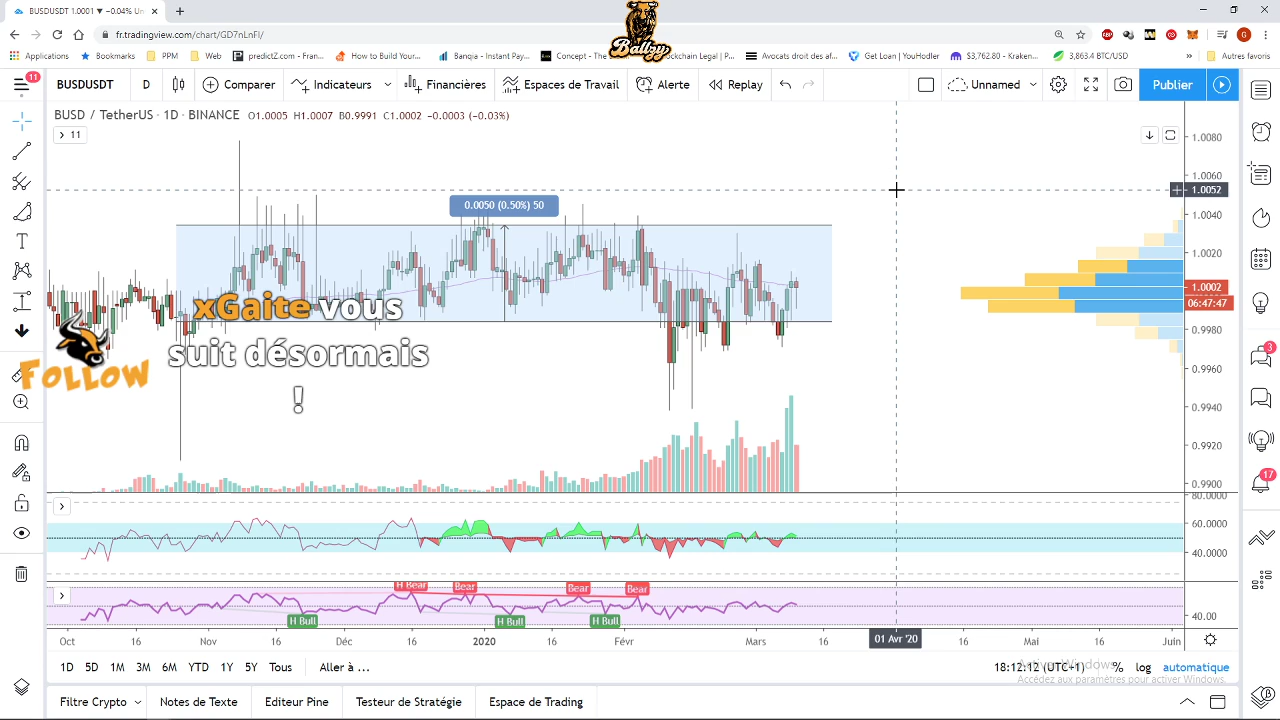 BUSDUSDT 1.0001 ▼ −0.04% Un
fr.tradingview.com/chart/GD7nLnFl/
Applications
Bookmarks
PPM
Web
predictZ.com - Fran...
How to Build Your...
Banqia - Instant Pay...
Ballzy
Avocats droit des af...
Get Loan | YouHodler
$3,762.80 - Kraken...
3,863.4 BTC/USD
»
Autres favoris
11
BUSDUSDT
D
Comparer
Indicateurs
Financières
Espaces de Travail
Alerte
Replay
Unnamed
Publier
BUSD / TetherUS · 1D · BINANCE O1.0005 H1.0007 B0.9991 C1.0002 −0.0003 (−0.03%)
11
0.0050 (0.50%) 50
xGaite vous
suit désormais
!
FOLLOW
1.0080
1.0060
1.0052
1.0040
1.0020
1.0002
06:47:47
0.9980
0.9960
0.9940
0.9920
0.9900
80.0000
60.0000
40.0000
40.00
H Bear
Bear
Bear
Bear
H Bull
H Bull
H Bull
Oct
16
Nov
16
Déc
16
2020
16
Févr
Mars
16
01 Avr '20
16
Mai
16
Juin
3
17
1D
5D
1M
3M
6M
YTD
1Y
5Y
Tous
Aller à ...
18:12:12 (UTC+1)
%
log
automatique
Accédez aux paramètres pour activer Windows.
Filtre Crypto
Notes de Texte
Editeur Pine
Testeur de Stratégie
Espace de Trading